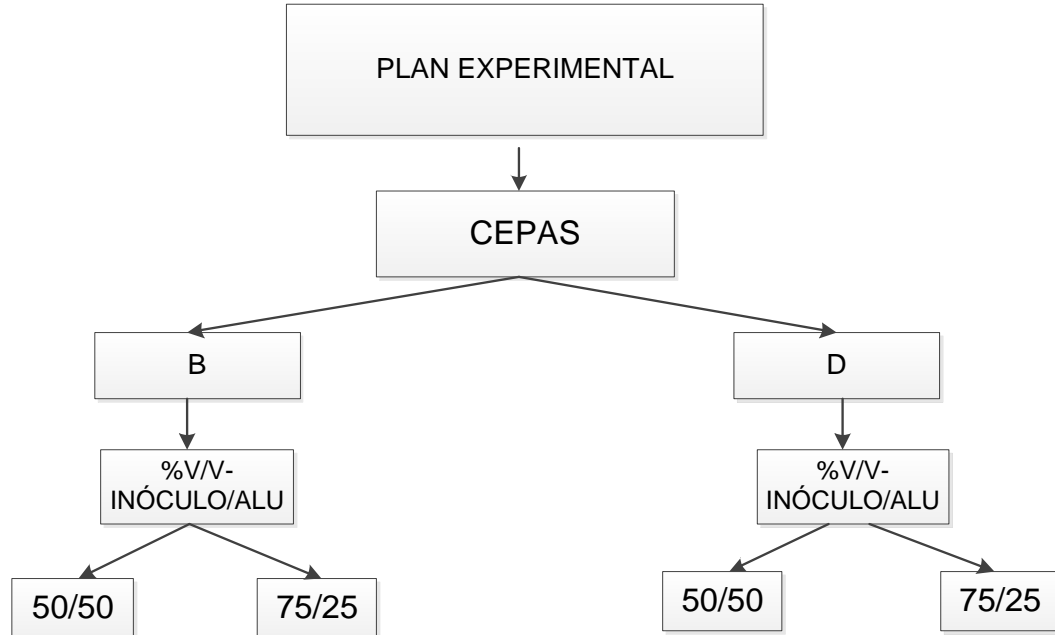 PLAN EXPERIMENTAL
CEPAS
B
D
%V/V-
INÓCULO/ALU
%V/V-
INÓCULO/ALU
50/50
75/25
50/50
75/25